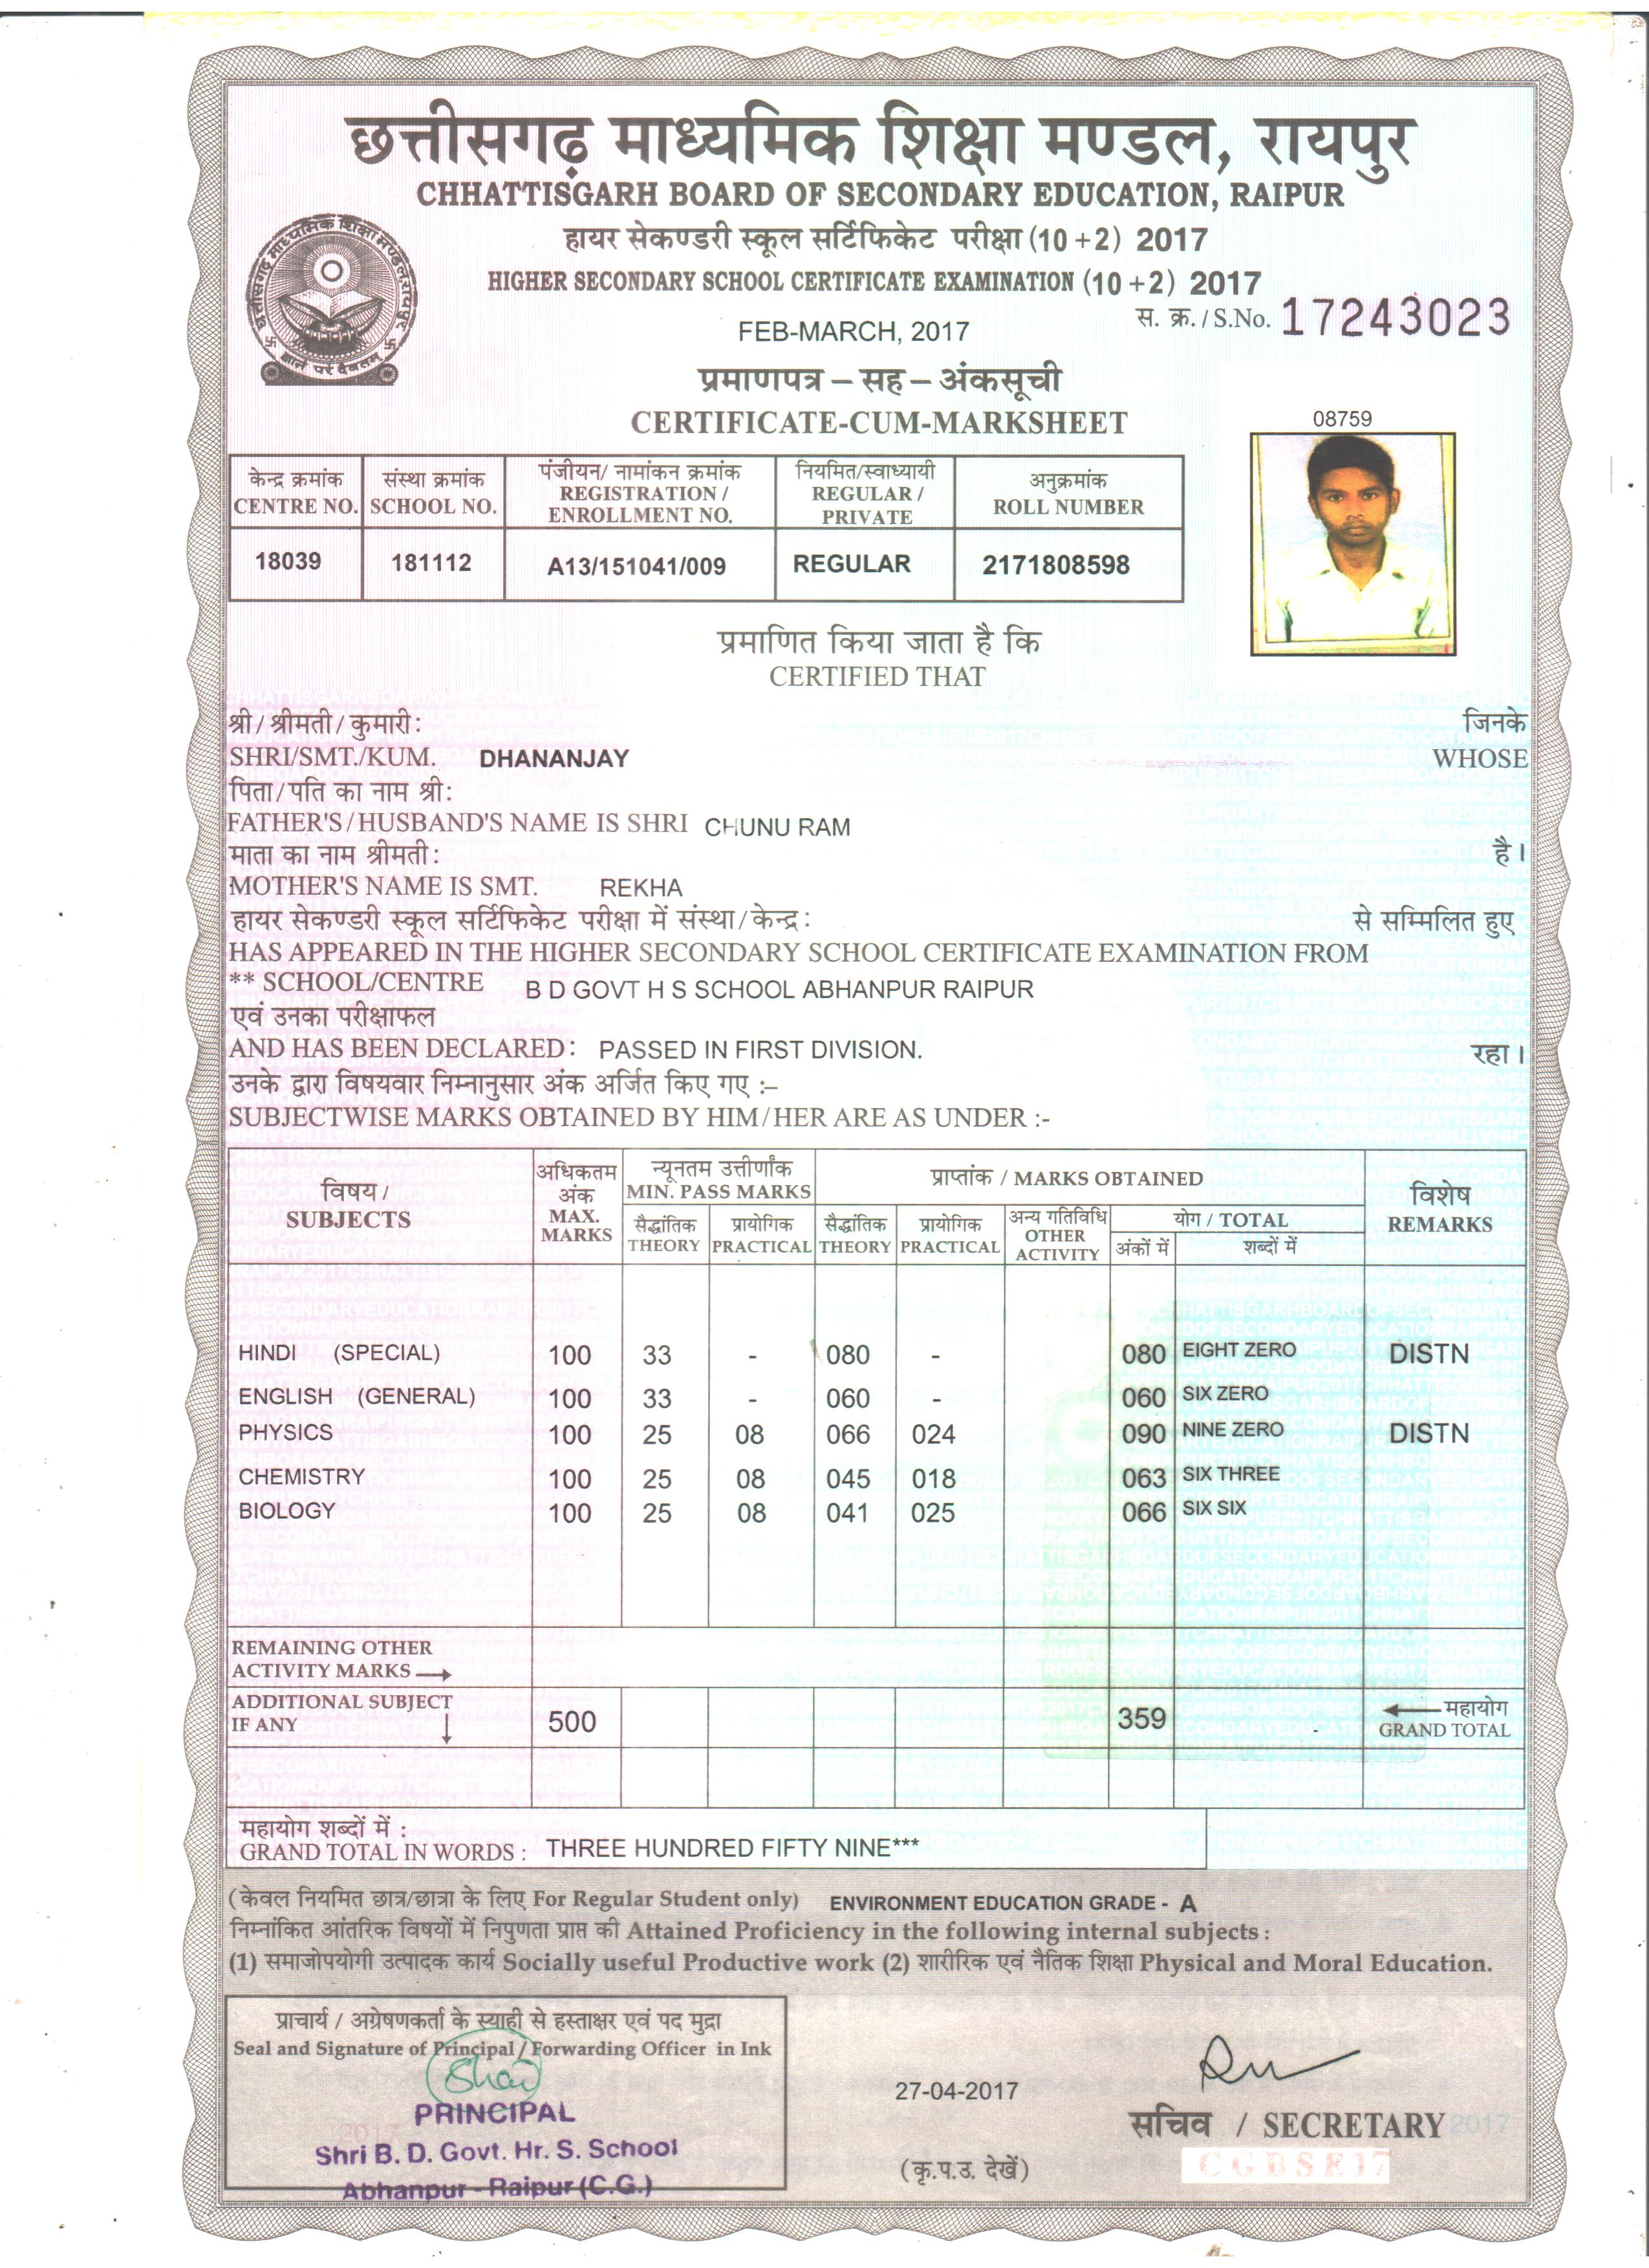 छत्तीसगढ़ माध्यमिक शिक्षा मण्डल, रायपुर
CHHATTISGARH BOARD OF SECONDARY EDUCATION, RAIPUR
छत्तीसगढ़ माध्यमिक शिक्षा मण्डल, रायपुर
हायर सेकण्डरी स्कूल सर्टिफिकेट परीक्षा (10+2) 2017
HIGHER SECONDARY SCHOOL CERTIFICATE EXAMINATION (10+2) 2017
स. क्र. / S.No. 17243023
FEB-MARCH, 2017
प्रमाणपत्र – सह – अंकसूची
CERTIFICATE-CUM-MARKSHEET
08759
केन्द्र क्रमांक संस्था क्रमांक पंजीयन/ नामांकन क्रमांक नियमित/स्वाध्यायी अनुक्रमांक
CENTRE NO. SCHOOL NO. REGISTRATION / ENROLLMENT NO. REGULAR / PRIVATE ROLL NUMBER
18039 181112 A13/151041/009 REGULAR 2171808598
प्रमाणित किया जाता है कि
CERTIFIED THAT
श्री / श्रीमती / कुमारी : जिनके
SHRI/SMT./KUM. DHANANJAY WHOSE
पिता/पति का नाम श्री:
FATHER'S/HUSBAND'S NAME IS SHRI CHUNU RAM
माता का नाम श्रीमती: है।
MOTHER'S NAME IS SMT. REKHA
हायर सेकण्डरी स्कूल सर्टिफिकेट परीक्षा में संस्था/केन्द्र : से सम्मिलित हुए
HAS APPEARED IN THE HIGHER SECONDARY SCHOOL CERTIFICATE EXAMINATION FROM
** SCHOOL/CENTRE B D GOVT H S SCHOOL ABHANPUR RAIPUR
एवं उनका परीक्षाफल
AND HAS BEEN DECLARED: PASSED IN FIRST DIVISION. रहा।
उनके द्वारा विषयवार निम्नानुसार अंक अर्जित किए गए :–
SUBJECTWISE MARKS OBTAINED BY HIM/HER ARE AS UNDER :-
विषय / SUBJECTS अधिकतम अंक MAX. MARKS न्यूनतम उत्तीर्णांक MIN. PASS MARKS प्राप्तांक / MARKS OBTAINED विशेष REMARKS
सैद्धांतिक THEORY प्रायोगिक PRACTICAL सैद्धांतिक THEORY प्रायोगिक PRACTICAL अन्य गतिविधि OTHER ACTIVITY योग / TOTAL
अंकों में शब्दों में
HINDI (SPECIAL) 100 33 - 080 - 080 EIGHT ZERO DISTN
ENGLISH (GENERAL) 100 33 - 060 - 060 SIX ZERO
PHYSICS 100 25 08 066 024 090 NINE ZERO DISTN
CHEMISTRY 100 25 08 045 018 063 SIX THREE
BIOLOGY 100 25 08 041 025 066 SIX SIX
REMAINING OTHER
ACTIVITY MARKS
ADDITIONAL SUBJECT
IF ANY 500 359 महायोग
GRAND TOTAL
महायोग शब्दों में :
GRAND TOTAL IN WORDS : THREE HUNDRED FIFTY NINE***
(केवल नियमित छात्र/छात्रा के लिए For Regular Student only) ENVIRONMENT EDUCATION GRADE - A
निम्नांकित आंतरिक विषयों में निपुणता प्राप्त की Attained Proficiency in the following internal subjects :
(1) समाजोपयोगी उत्पादक कार्य Socially useful Productive work (2) शारीरिक एवं नैतिक शिक्षा Physical and Moral Education.
प्राचार्य / अग्रेषणकर्ता के स्याही से हस्ताक्षर एवं पद मुद्रा
Seal and Signature of Principal / Forwarding Officer in Ink
PRINCIPAL
Shri B. D. Govt. Hr. S. School
Abhanpur - Raipur (C.G.)
2017
27-04-2017
(कृ.प.उ. देखें)
सचिव / SECRETARY
2017
CGBSE17